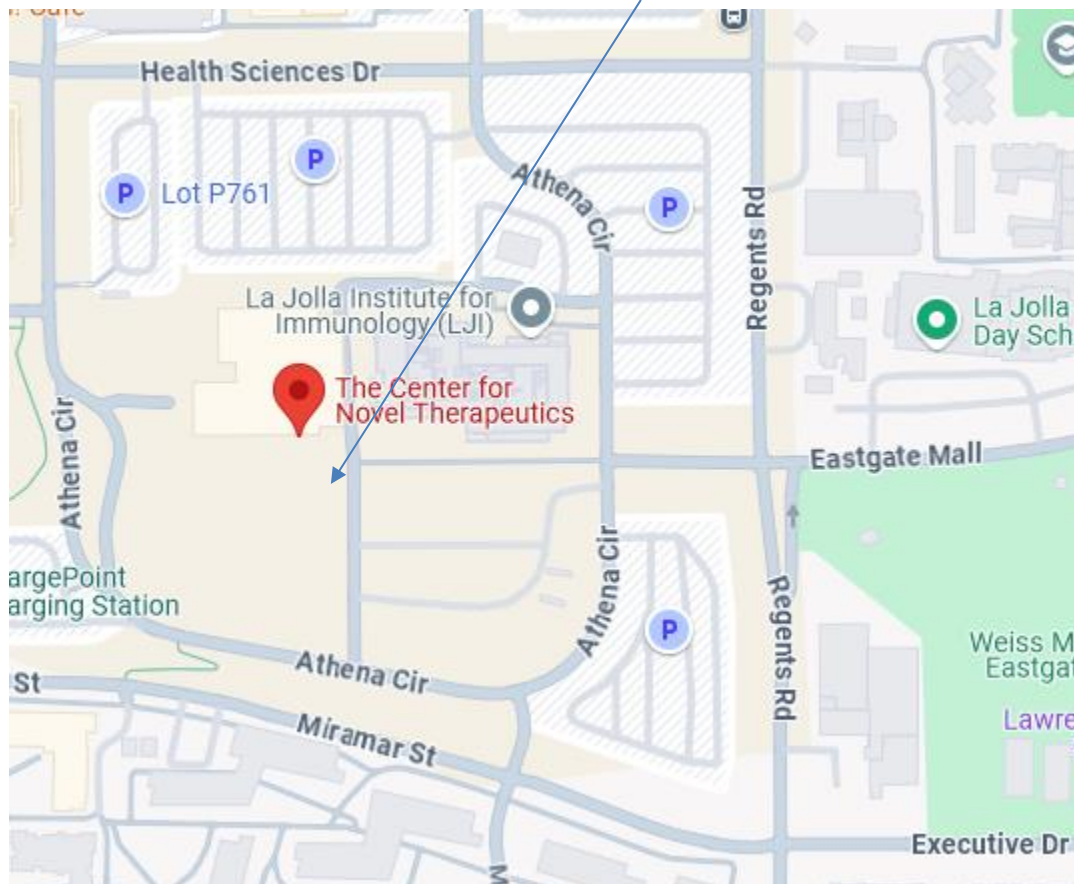 Health Sciences Dr
P
P
Lot P761
Athena Cir
P
Regents Rd
La Jolla Institute for
Immunology (LJI)
La Jolla
Day Sch
The Center for
Novel Therapeutics
Athena Cir
Eastgate Mall
argePoint
arging Station
Athena Cir
P
Regents Rd
Weiss M
Eastgat
Athena Cir
St
Lawre
Miramar St
Executive Dr
M